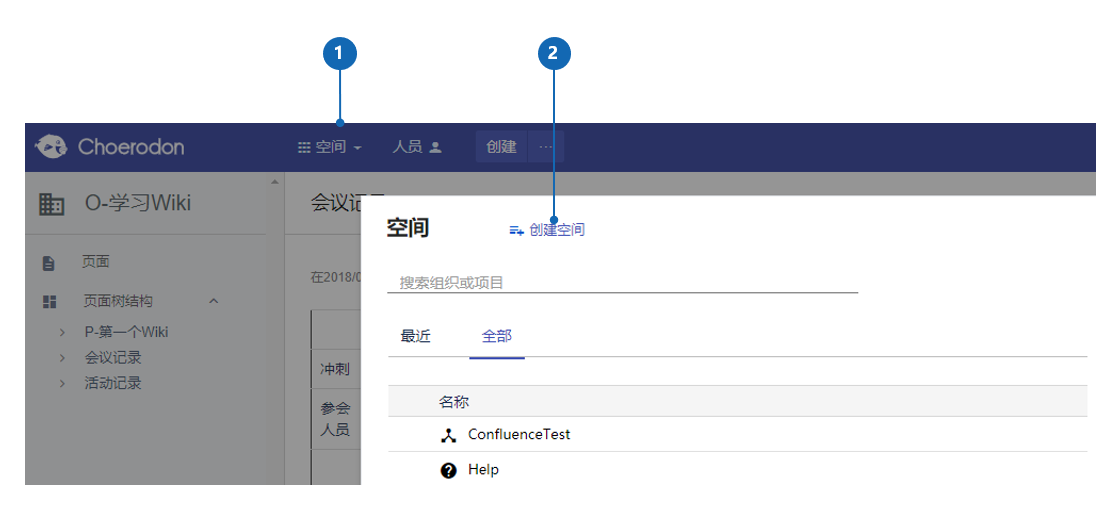 1
2
Choerodon
空间
人员
创建
...
O-学习Wiki
页面
页面树结构
P-第一个Wiki
会议记录
活动记录
会议记
在2018/0
冲刺
参会
人员
空间
创建空间
搜索组织或项目
最近
全部
名称
ConfluenceTest
Help